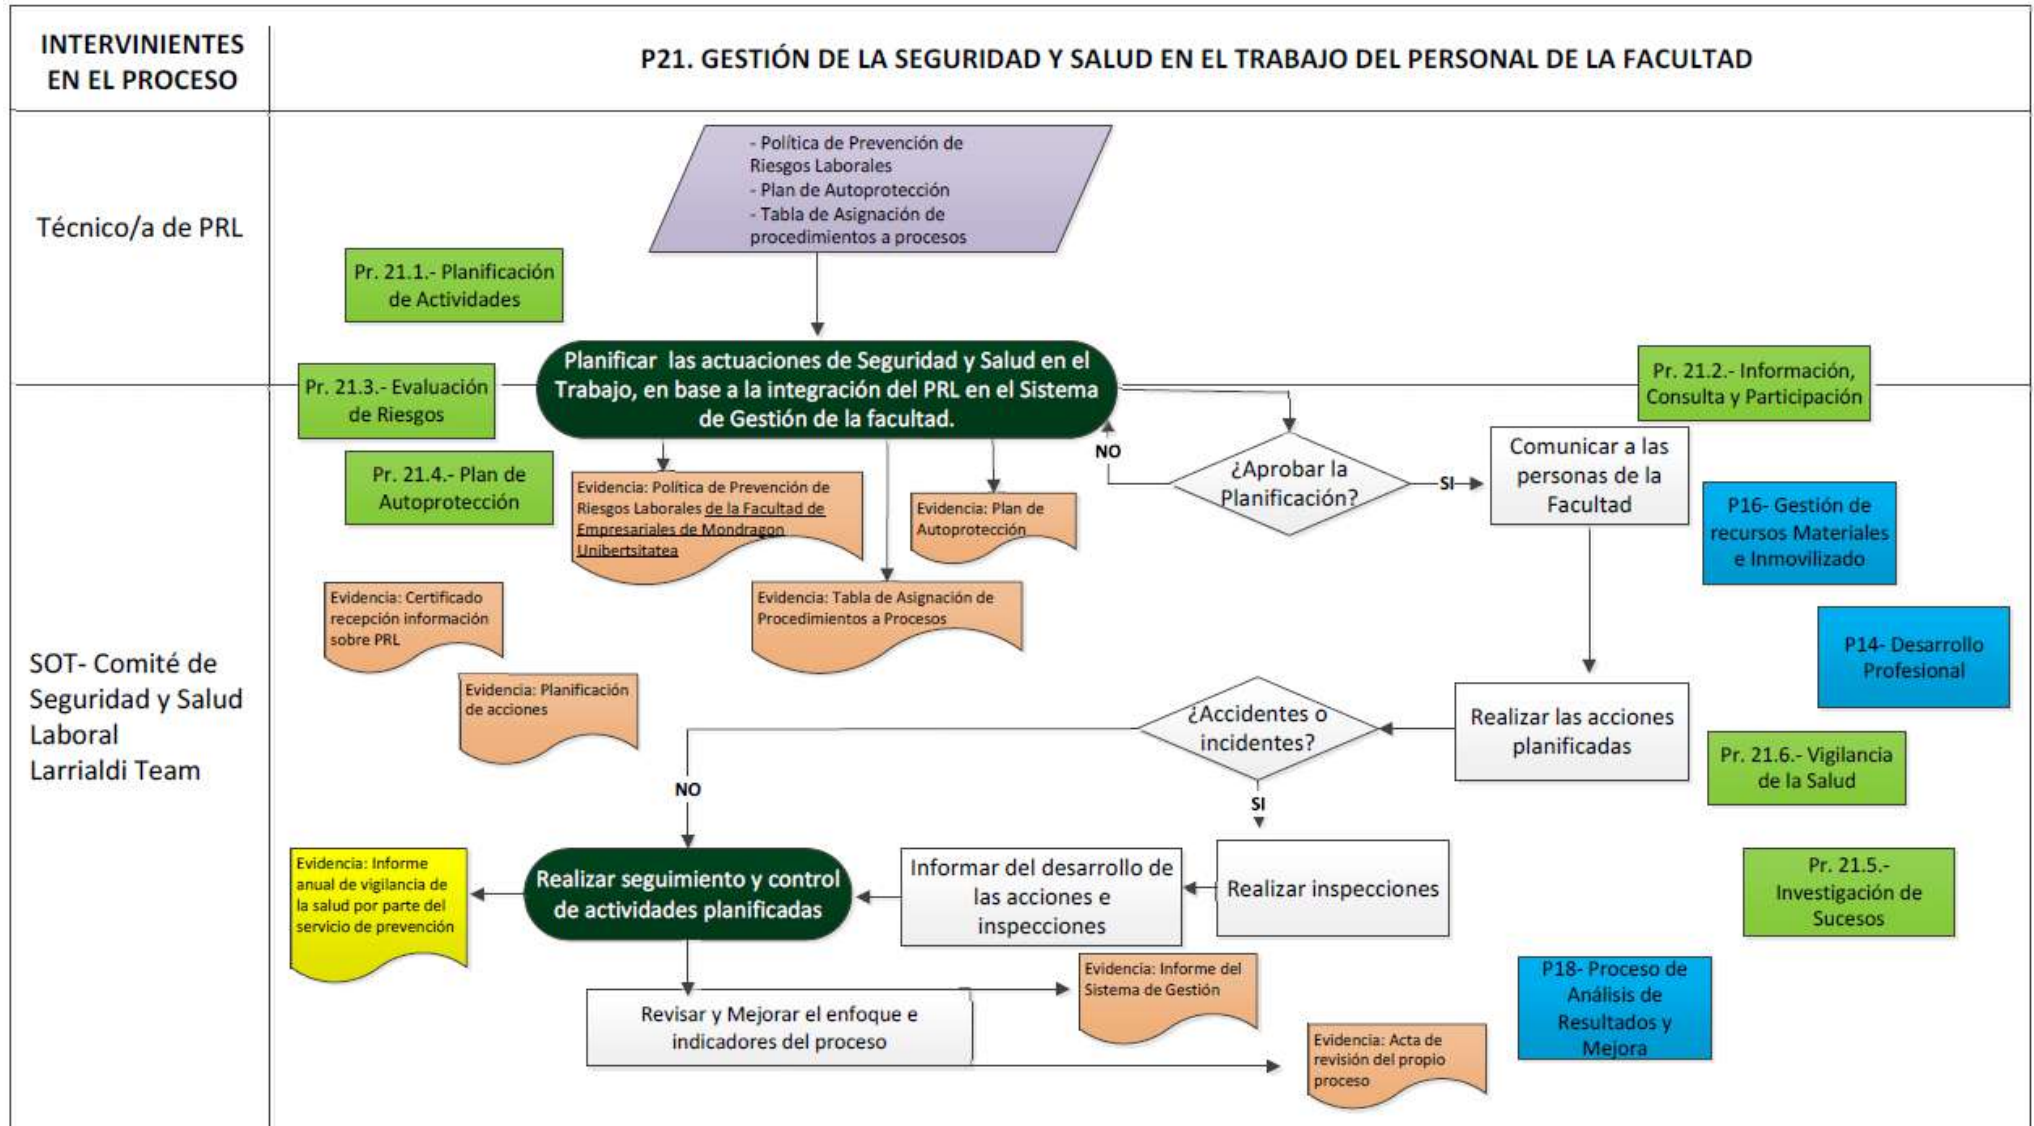 INTERVINIENTES
EN EL PROCESO
P21. GESTIÓN DE LA SEGURIDAD Y SALUD EN EL TRABAJO DEL PERSONAL DE LA FACULTAD
Técnico/a de PRL
- Política de Prevención de
Riesgos Laborales
- Plan de Autoprotección
- Tabla de Asignación de
procedimientos a procesos
Pr. 21.1.- Planificación
de Actividades
Planificar las actuaciones de Seguridad y Salud en el
Trabajo, en base a la integración del PRL en el Sistema
de Gestión de la facultad.
Pr. 21.3.- Evaluación
de Riesgos
Pr. 21.2.- Información,
Consulta y Participación
Pr. 21.4.- Plan de
Autoprotección
NO
¿Aprobar la
Planificación?
SI
Comunicar a las
personas de la
Facultad
Evidencia: Política de Prevención de
Riesgos Laborales de la Facultad de
Empresariales de Mondragon
Unibertsitatea
Evidencia: Plan de
Autoprotección
P16- Gestión de
recursos Materiales
e Inmovilizado
Evidencia: Certificado
recepción información
sobre PRL
Evidencia: Tabla de Asignación de
Procedimientos a Procesos
P14- Desarrollo
Profesional
SOT- Comité de
Seguridad y Salud
Laboral
Larrialdi Team
Evidencia: Planificación
de acciones
¿Accidentes o
incidentes?
Realizar las acciones
planificadas
Pr. 21.6.- Vigilancia
de la Salud
NO
SI
Evidencia: Informe
anual de vigilancia de
la salud por parte del
servicio de prevención
Realizar seguimiento y control
de actividades planificadas
Informar del desarrollo de
las acciones e
inspecciones
Realizar inspecciones
Pr. 21.5.-
Investigación de
Sucesos
Revisar y Mejorar el enfoque e
indicadores del proceso
Evidencia: Informe del
Sistema de Gestión
P18- Proceso de
Análisis de
Resultados y
Mejora
Evidencia: Acta de
revisión del propio
proceso